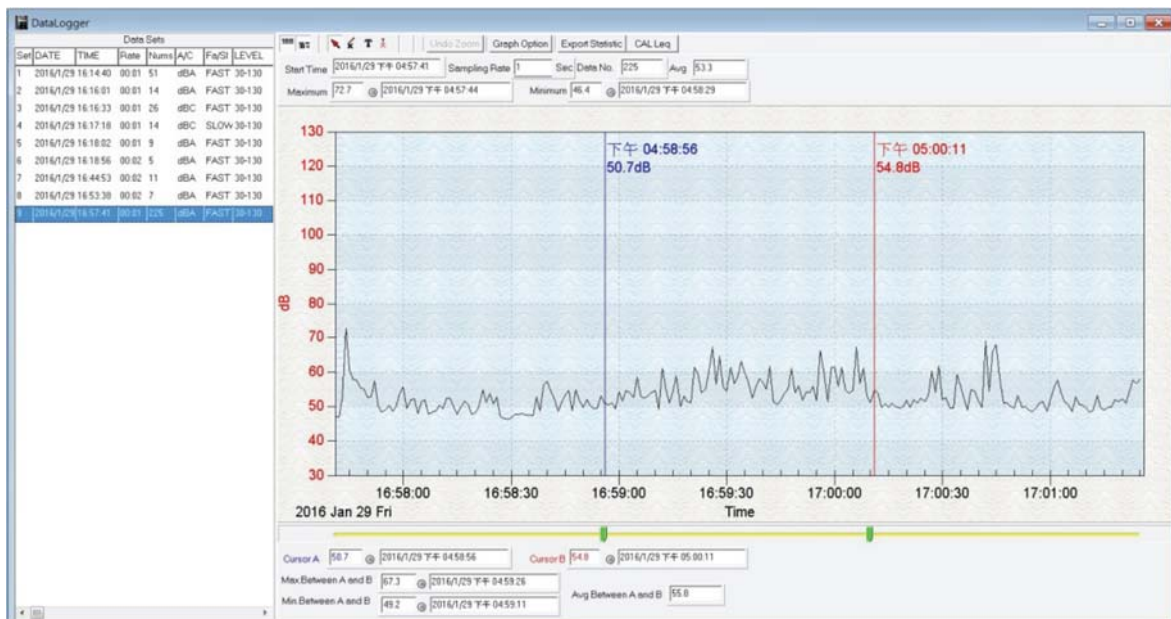 DataLogger
Data Sets
Set DATE TIME Rate Nums A/C Fa/Sl LEVEL
1 2016/1/29 16:14:40 00:01 51 dBA FAST 30-130
2 2016/1/29 16:16:01 00:01 14 dBA FAST 30-130
3 2016/1/29 16:16:33 00:01 26 dBC FAST 30-130
4 2016/1/29 16:17:18 00:01 14 dBC SLOW 30-130
5 2016/1/29 16:18:02 00:01 9 dBA FAST 30-130
6 2016/1/29 16:18:56 00:02 5 dBA FAST 30-130
7 2016/1/29 16:44:53 00:02 11 dBA FAST 30-130
8 2016/1/29 16:53:38 00:02 7 dBA FAST 30-130
9 2016/1/29 16:57:41 00:01 225 dBA FAST 30-130
Undo Zoom Graph Option Export Statistic CAL Leq
Start Time 2016/1/29 下午 04:57:41 Sampling Rate 1 Sec Data No. 225 Avg 53.3
Maximum 72.7 @ 2016/1/29 下午 04:57:44 Minimum 46.4 @ 2016/1/29 下午 04:58:29
130
120
110
100
90
80
70
60
50
40
30
dB
下午 04:58:56
50.7dB
下午 05:00:11
54.8dB
16:58:00 16:58:30 16:59:00 16:59:30 17:00:00 17:00:30 17:01:00
2016 Jan 29 Fri Time
Cursor A 50.7 @ 2016/1/29 下午 04:58:56 Cursor B 54.8 @ 2016/1/29 下午 05:00:11
Max.Between A and B 67.3 @ 2016/1/29 下午 04:59:26
Min.Between A and B 49.2 @ 2016/1/29 下午 04:59:11
Avg Between A and B 55.8